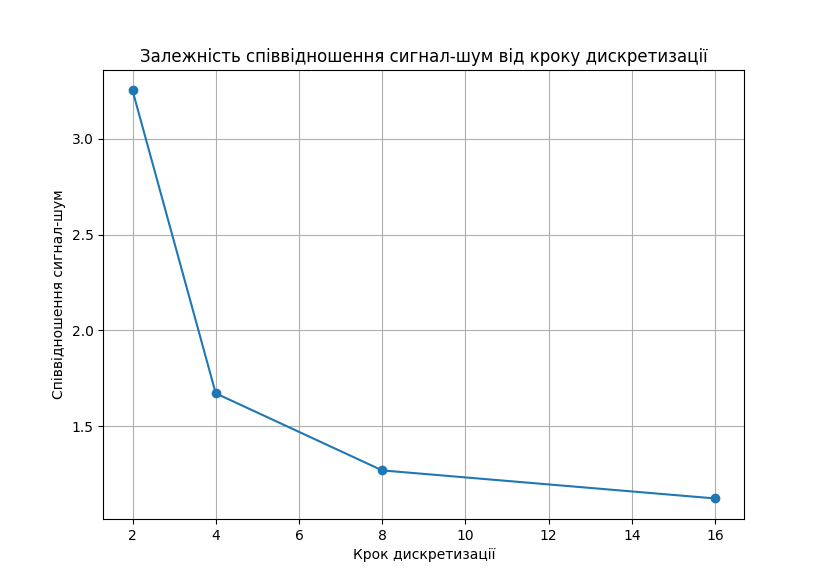 Залежність співвідношення сигнал-шум від кроку дискретизації
Співвідношення сигнал-шум
3.0
2.5
2.0
1.5
2 4 6 8 10 12 14 16
Крок дискретизації